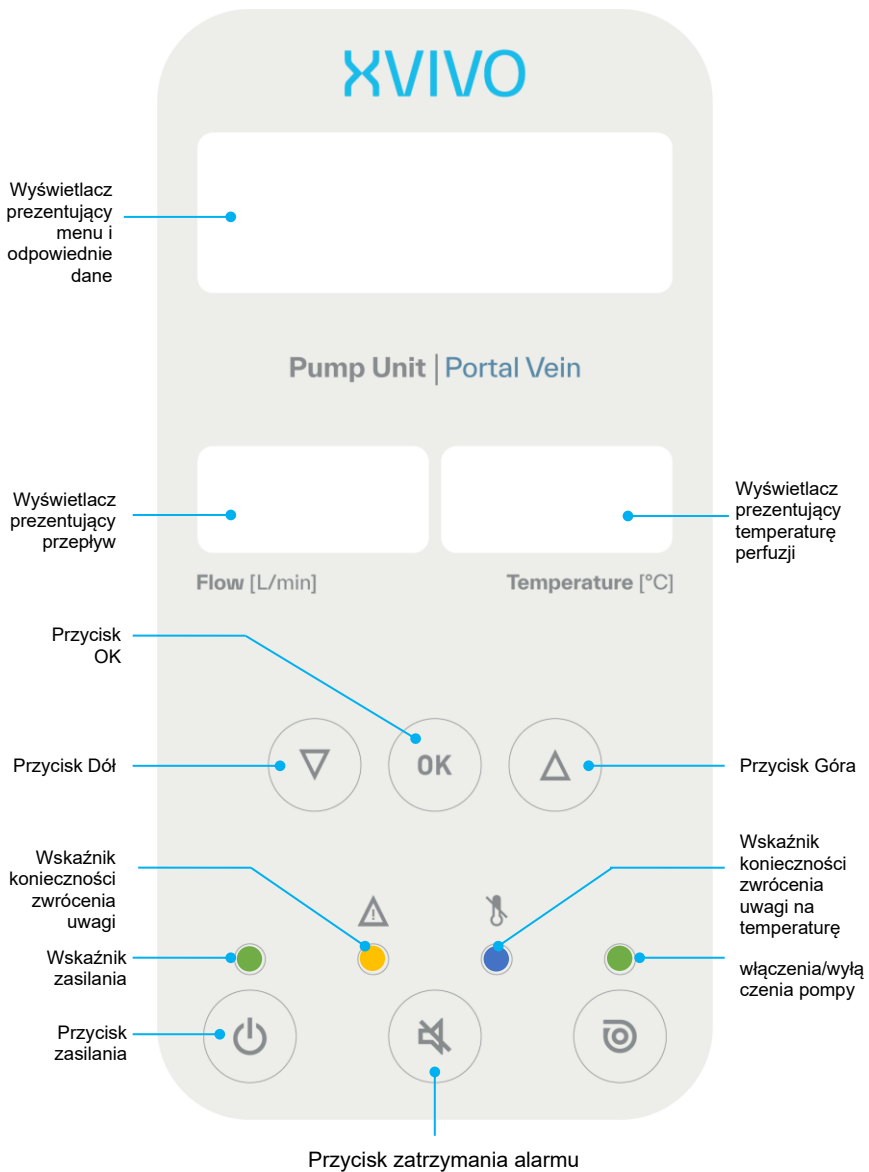 XVIVO
Wyświetlacz
prezentujący
menu i
odpowiednie
dane
Pump Unit | Portal Vein
Wyświetlacz
prezentujący
przepływ
Wyświetlacz
prezentujący
temperaturę
perfuzji
Flow [L/min]
Temperature [°C]
Przycisk
OK
Przycisk Dół
OK
Przycisk Góra
Wskaźnik
konieczności
zwrócenia
uwagi
Wskaźnik
konieczności
zwrócenia
uwagi na
temperaturę
Wskaźnik
zasilania
włączenia/wyłą
czenia pompy
Przycisk
zasilania
Przycisk zatrzymania alarmu